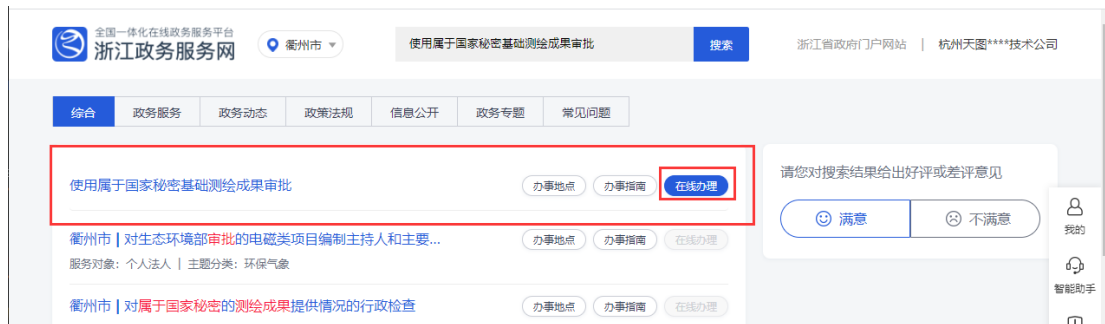 全国一体化在线政务服务平台
浙江政务服务网
衢州市
使用属于国家秘密基础测绘成果审批
搜索
浙江省政府门户网站 | 杭州天图****技术公司
综合 政务服务 政务动态 政策法规 信息公开 政务专题 常见问题
使用属于国家秘密基础测绘成果审批 办事地点 办事指南 在线办理
衢州市 | 对生态环境部审批的电磁类项目编制主持人和主要... 办事地点 办事指南 在线办理
服务对象：个人法人 | 主题分类：环保气象
衢州市 | 对属于国家秘密的测绘成果提供情况的行政检查 办事地点 办事指南 在线办理
请您对搜索结果给出好评或差评意见
满意 不满意
我的
智能助手